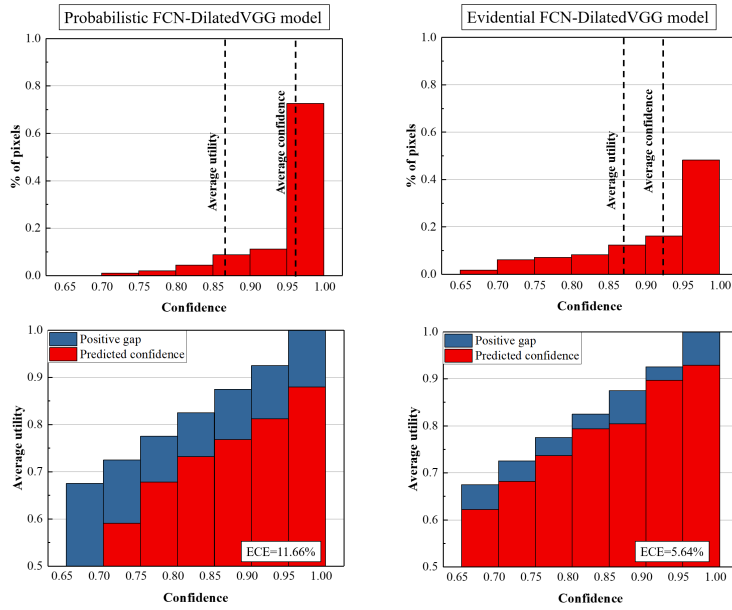 Probabilistic FCN-DilatedVGG model
1.0
0.8
0.6
0.4
0.2
0.0
% of pixels
Average utility
Average confidence
0.65 0.70 0.75 0.80 0.85 0.90 0.95 1.00
Confidence
Evidential FCN-DilatedVGG model
1.0
0.8
0.6
0.4
0.2
0.0
% of pixels
Average utility
Average confidence
0.65 0.70 0.75 0.80 0.85 0.90 0.95 1.00
Confidence
1.0
0.9
0.8
0.7
0.6
0.5
Average utility
Positive gap
Predicted confidence
ECE=11.66%
0.65 0.70 0.75 0.80 0.85 0.90 0.95 1.00
Confidence
1.0
0.9
0.8
0.7
0.6
0.5
Average utility
Positive gap
Predicted confidence
ECE=5.64%
0.65 0.70 0.75 0.80 0.85 0.90 0.95 1.00
Confidence